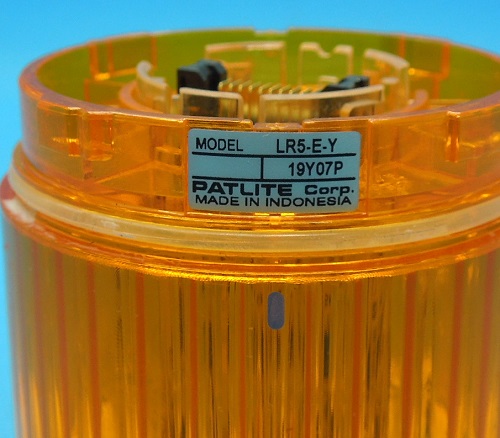 MODEL LR5-E-Y
19Y07P
PATLITE Corp.
MADE IN INDONESIA